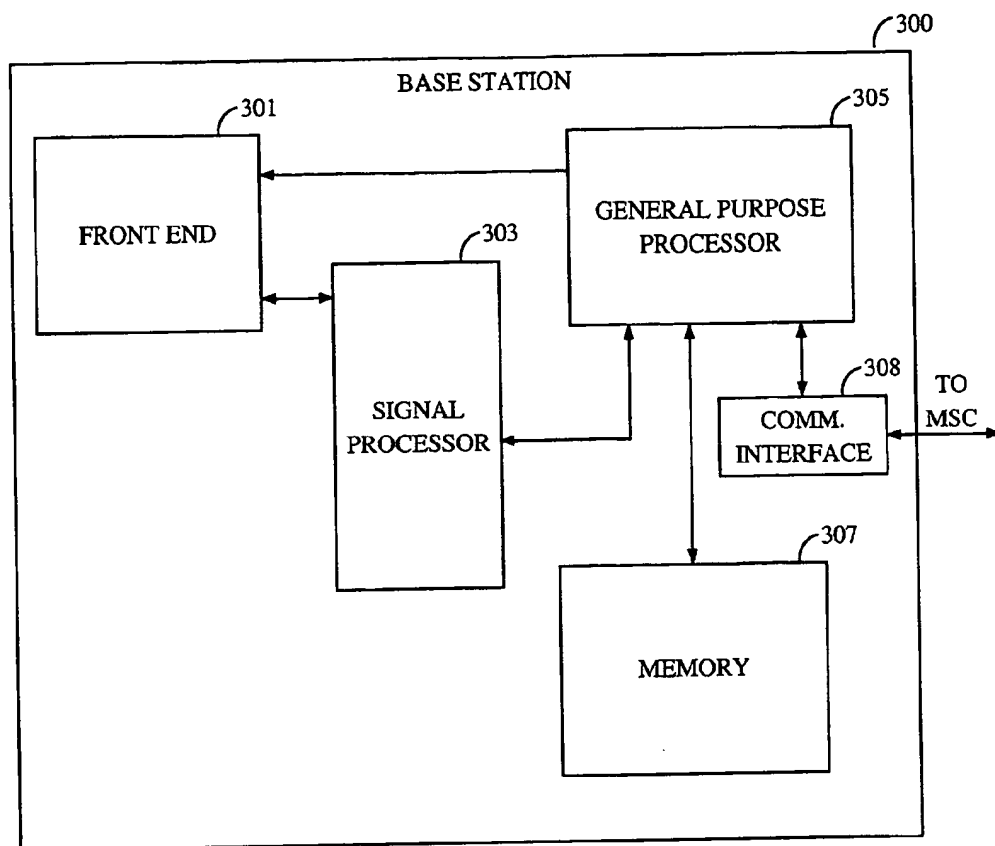 300
BASE STATION
301
FRONT END
305
GENERAL PURPOSE
PROCESSOR
303
SIGNAL
PROCESSOR
308
COMM.
INTERFACE
TO
MSC
307
MEMORY